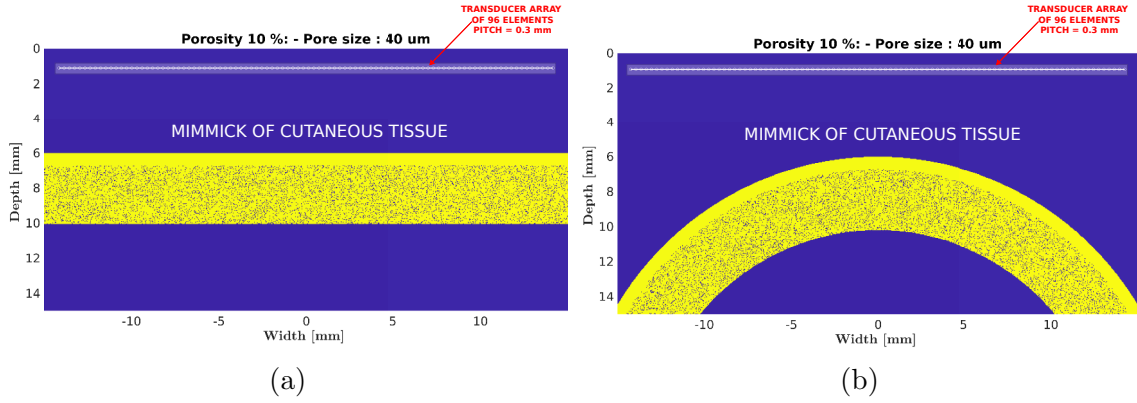 TRANSDUCER ARRAY
OF 96 ELEMENTS
PITCH = 0.3 mm
Porosity 10 %: - Pore size : 40 um
0
2
4
6
8
10
12
14
Depth [mm]
MIMMICK OF CUTANEOUS TISSUE
-10
-5
0
5
10
Width [mm]
(a)
TRANSDUCER ARRAY
OF 96 ELEMENTS
PITCH = 0.3 mm
Porosity 10 %: - Pore size : 40 um
0
2
4
6
8
10
12
14
Depth [mm]
MIMMICK OF CUTANEOUS TISSUE
-10
-5
0
5
10
Width [mm]
(b)